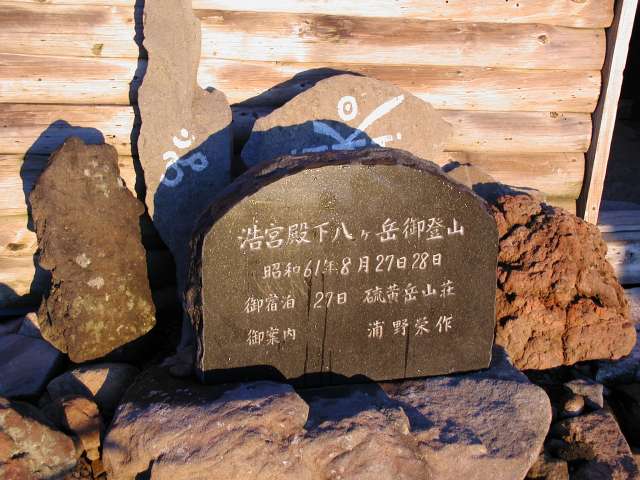 浩宮殿下八ヶ岳御登山
昭和61年8月27日28日
御宿泊 27日 硫黄岳山荘
御案内 浦野栄作